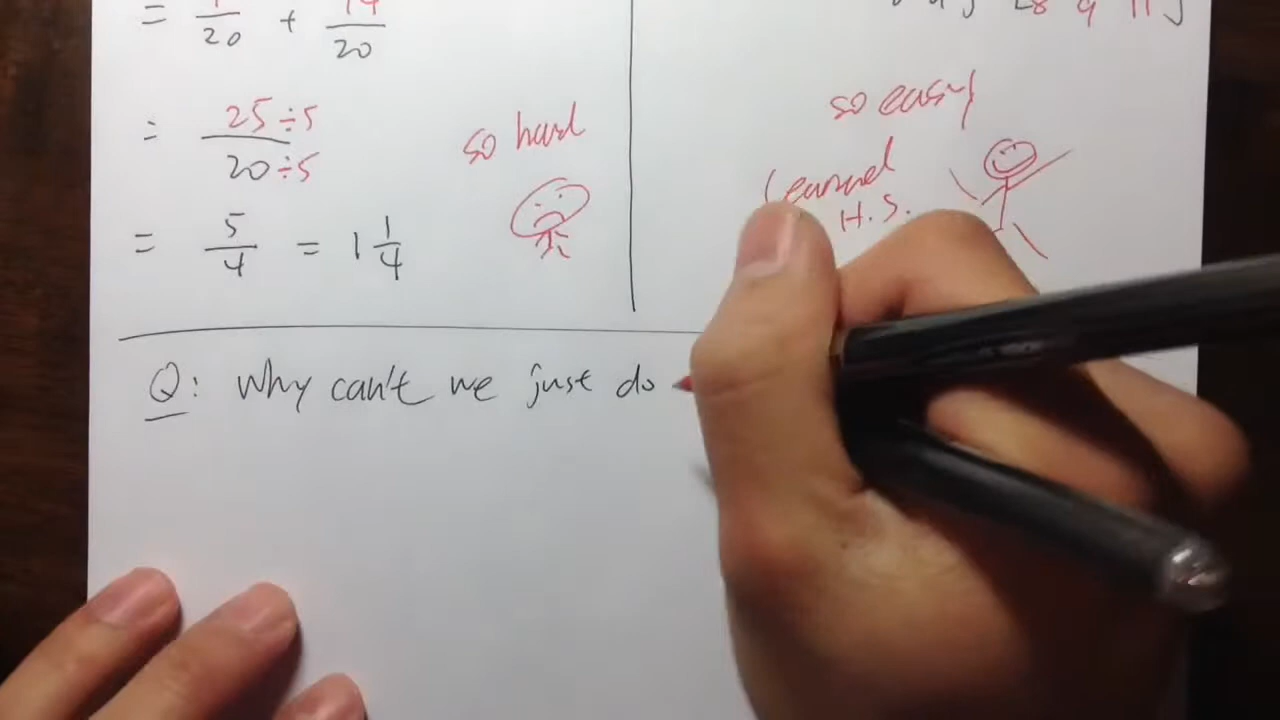 = 20 + 20
= 25÷5 / 20÷5
so hard
= 5/4 = 1 1/4
so easy
Learned
H.S.
Q: Why can't we just do